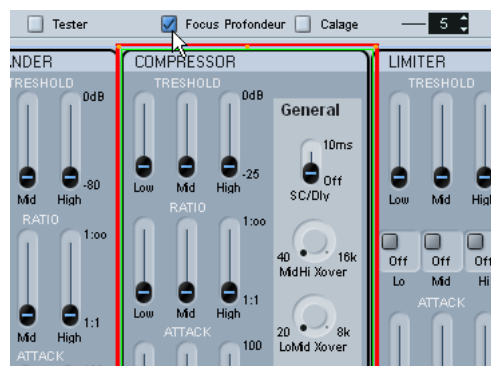 Tester Focus Profondeur Calage 5
NDER COMPRESSOR LIMITER
TRESHOLD TRESHOLD TRESHOLD
0dB 0dB
General
10ms
-80 -25 Off
Mid High Low Mid High SC/Dly Low Mid High
RATIO RATIO
1:oo 1:oo
40 16k Off Off Off
MidHi Xover Lo Mid Hi
1:1 1:1
Mid High Low Mid High
20 8k
ATTACK ATTACK 100 LoMid Xover ATTACK